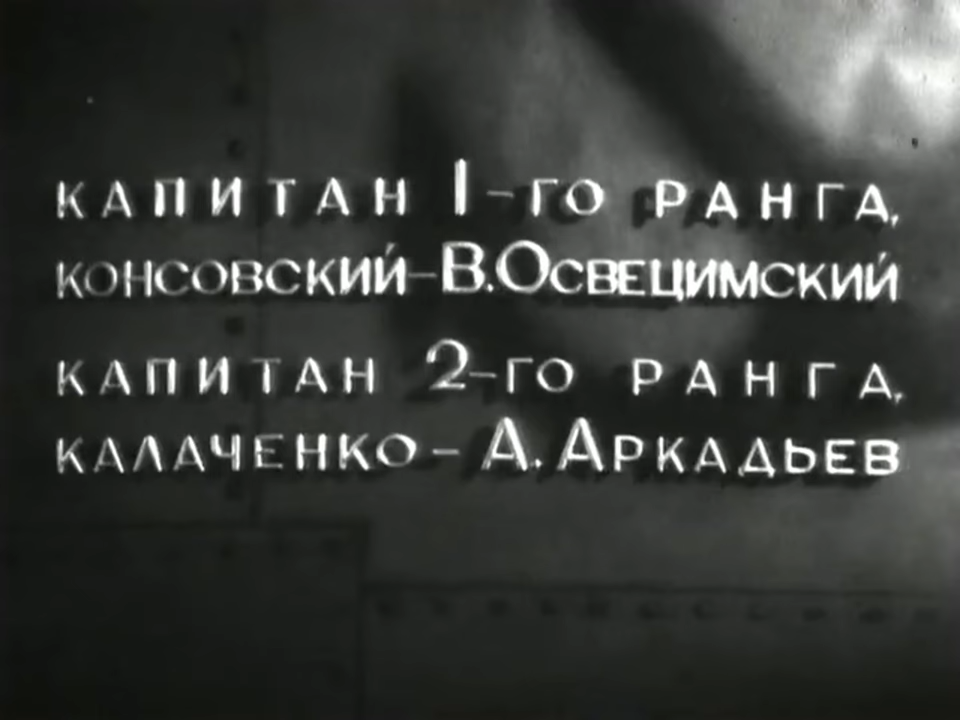 КАПИТАН 1-ГО РАНГА,
КОНСОВСКИЙ-В.ОСВЕЦИМСКИЙ
КАПИТАН 2-ГО РАНГА,
КАЛАЧЕНКО-А.АРКАДЬЕВ